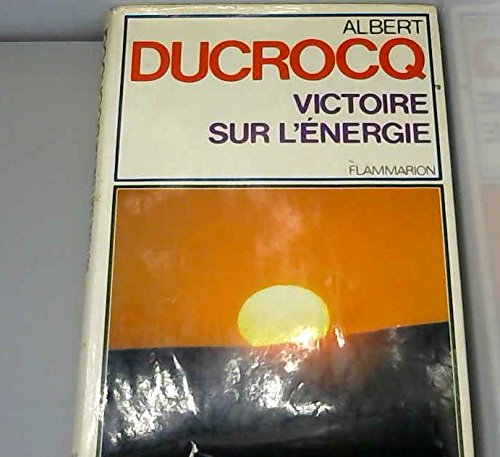 ALBERT
DUCROCQ
VICTOIRE
SUR L'ÉNERGIE
FLAMMARION